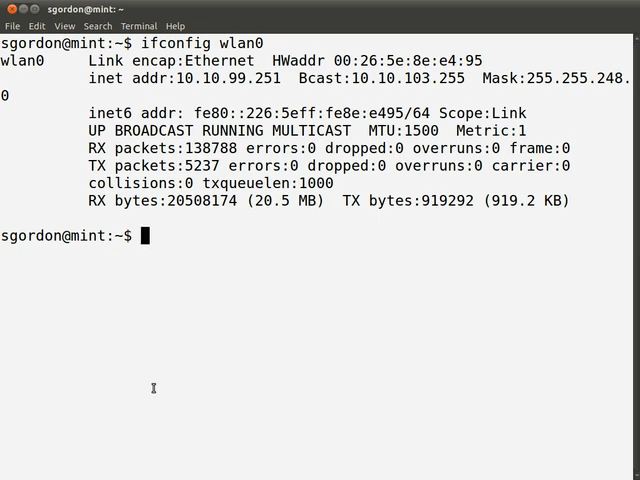 sgordon@mint: ~
File Edit View Search Terminal Help
sgordon@mint:~$ ifconfig wlan0
wlan0     Link encap:Ethernet  HWaddr 00:26:5e:8e:e4:95
          inet addr:10.10.99.251  Bcast:10.10.103.255  Mask:255.255.248.
0
          inet6 addr: fe80::226:5eff:fe8e:e495/64 Scope:Link
          UP BROADCAST RUNNING MULTICAST  MTU:1500  Metric:1
          RX packets:138788 errors:0 dropped:0 overruns:0 frame:0
          TX packets:5237 errors:0 dropped:0 overruns:0 carrier:0
          collisions:0 txqueuelen:1000
          RX bytes:20508174 (20.5 MB)  TX bytes:919292 (919.2 KB)
sgordon@mint:~$